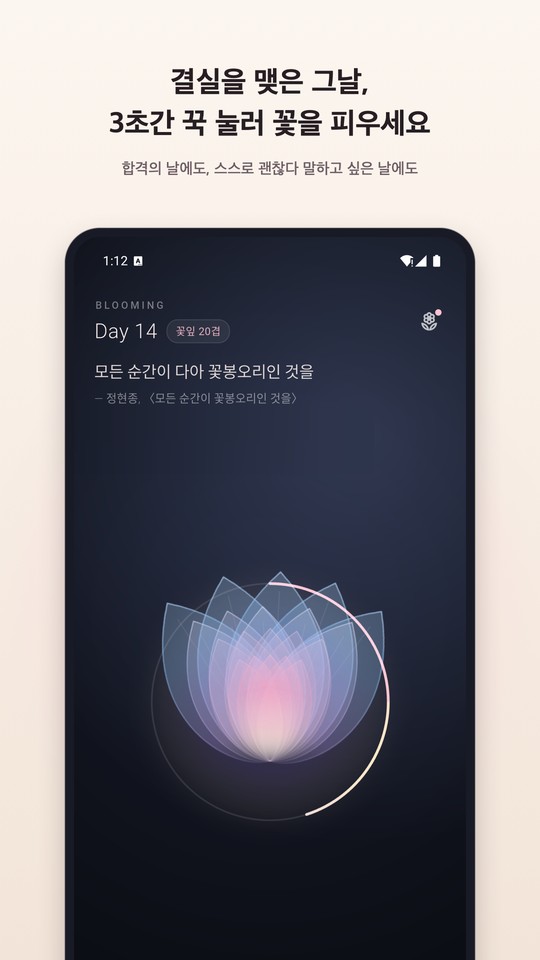 결실을 맺은 그날,
3초간 꾹 눌러 꽃을 피우세요
합격의 날에도, 스스로 괜찮다 말하고 싶은 날에도
1:12 A
BLOOMING
Day 14 꽃잎 20겹
모든 순간이 다아 꽃봉오리인 것을
– 정현종, 〈모든 순간이 꽃봉오리인 것을〉